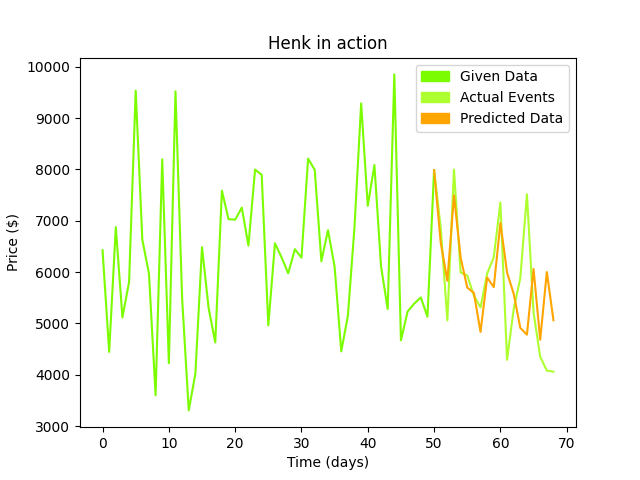 Henk in action
Given Data
Actual Events
Predicted Data
Price ($)
10000
9000
8000
7000
6000
5000
4000
3000
0 10 20 30 40 50 60 70
Time (days)